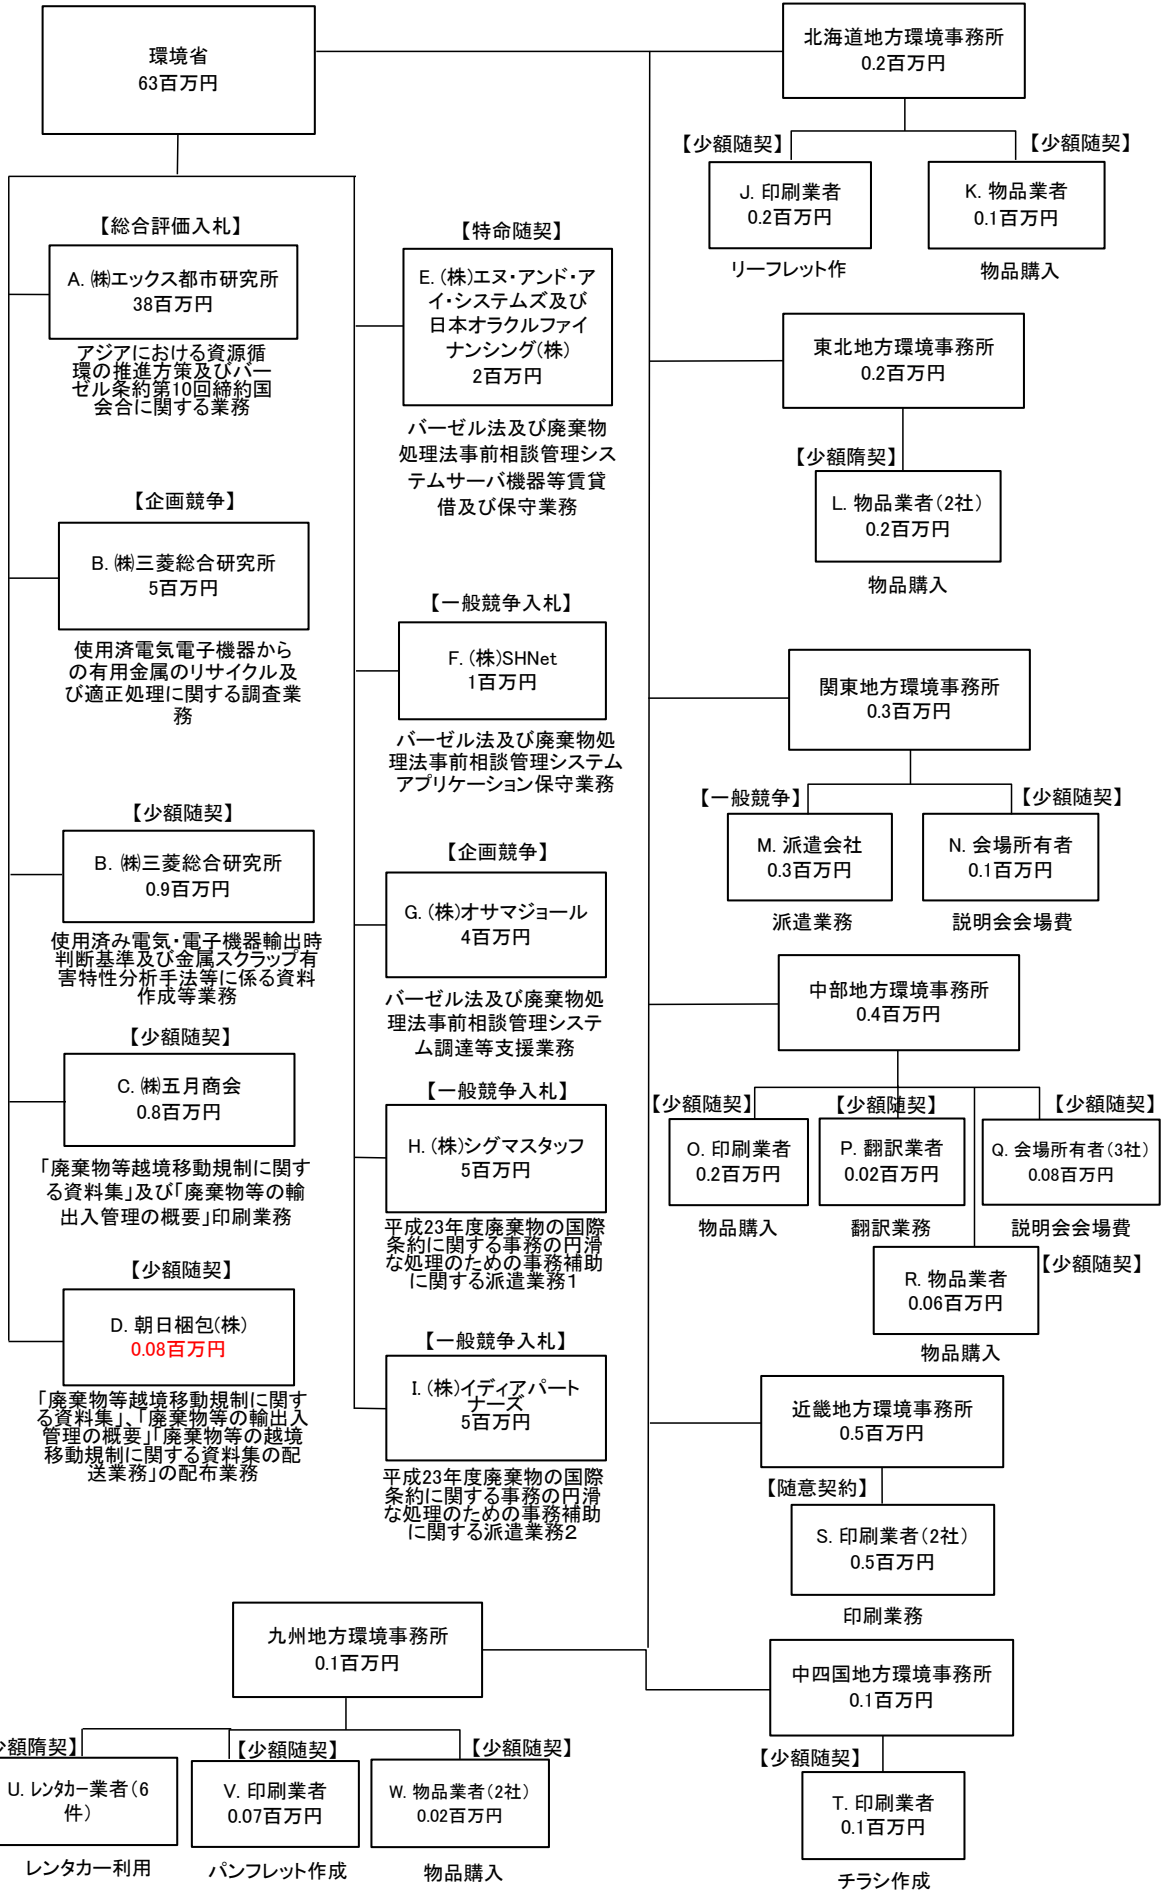 環境省
63百万円
【総合評価入札】
A. ㈱エックス都市研究所
38百万円
アジアにおける資源循
環の推進方策及びバー
ゼル条約第10回締約国
会合に関する業務
【企画競争】
B. ㈱三菱総合研究所
5百万円
使用済電気電子機器から
の有用金属のリサイクル及
び適正処理に関する調査業
務
【少額随契】
B. ㈱三菱総合研究所
0.9百万円
使用済み電気・電子機器輸出時
判断基準及び金属スクラップ有
害特性分析手法等に係る資料
作成等業務
【少額随契】
C. ㈱五月商会
0.8百万円
「廃棄物等越境移動規制に関す
る資料集」及び「廃棄物等の輸
出入管理の概要」印刷業務
【少額随契】
D. 朝日梱包(株)
0.08百万円
「廃棄物等越境移動規制に関す
る資料集」、「廃棄物等の輸出入
管理の概要」「廃棄物等の越境
移動規制に関する資料集の配
送業務」の配布業務
【特命随契】
E. (株)エヌ・アンド・ア
イ・システムズ及び
日本オラクルファイ
ナンシング(株)
2百万円
バーゼル法及び廃棄物
処理法事前相談管理シス
テムサーバ機器等賃貸
借及び保守業務
【一般競争入札】
F. (株)SHNet
1百万円
バーゼル法及び廃棄物処
理法事前相談管理システム
アプリケーション保守業務
【企画競争】
G. (株)オサマジョール
4百万円
バーゼル法及び廃棄物処
理法事前相談管理システ
ム調達等支援業務
【一般競争入札】
H. (株)シグマスタッフ
5百万円
平成23年度廃棄物の国際
条約に関する事務の円滑
な処理のための事務補助
に関する派遣業務1
【一般競争入札】
I. (株)イディアパート
ナーズ
5百万円
平成23年度廃棄物の国際
条約に関する事務の円滑
な処理のための事務補助
に関する派遣業務2
北海道地方環境事務所
0.2百万円
【少額随契】
J. 印刷業者
0.2百万円
リーフレット作
【少額随契】
K. 物品業者
0.1百万円
物品購入
東北地方環境事務所
0.2百万円
【少額隋契】
L. 物品業者(2社)
0.2百万円
物品購入
関東地方環境事務所
0.3百万円
【一般競争】
M. 派遣会社
0.3百万円
派遣業務
【少額随契】
N. 会場所有者
0.1百万円
説明会会場費
中部地方環境事務所
0.4百万円
【少額随契】
O. 印刷業者
0.2百万円
物品購入
【少額随契】
P. 翻訳業者
0.02百万円
翻訳業務
【少額随契】
Q. 会場所有者(3社)
0.08百万円
説明会会場費
【少額随契】
R. 物品業者
0.06百万円
物品購入
近畿地方環境事務所
0.5百万円
【随意契約】
S. 印刷業者(2社)
0.5百万円
印刷業務
中四国地方環境事務所
0.1百万円
【少額随契】
T. 印刷業者
0.1百万円
チラシ作成
九州地方環境事務所
0.1百万円
少額隋契】
U. レンタカー業者(6
件)
レンタカー利用
【少額随契】
V. 印刷業者
0.07百万円
パンフレット作成
【少額随契】
W. 物品業者(2社)
0.02百万円
物品購入